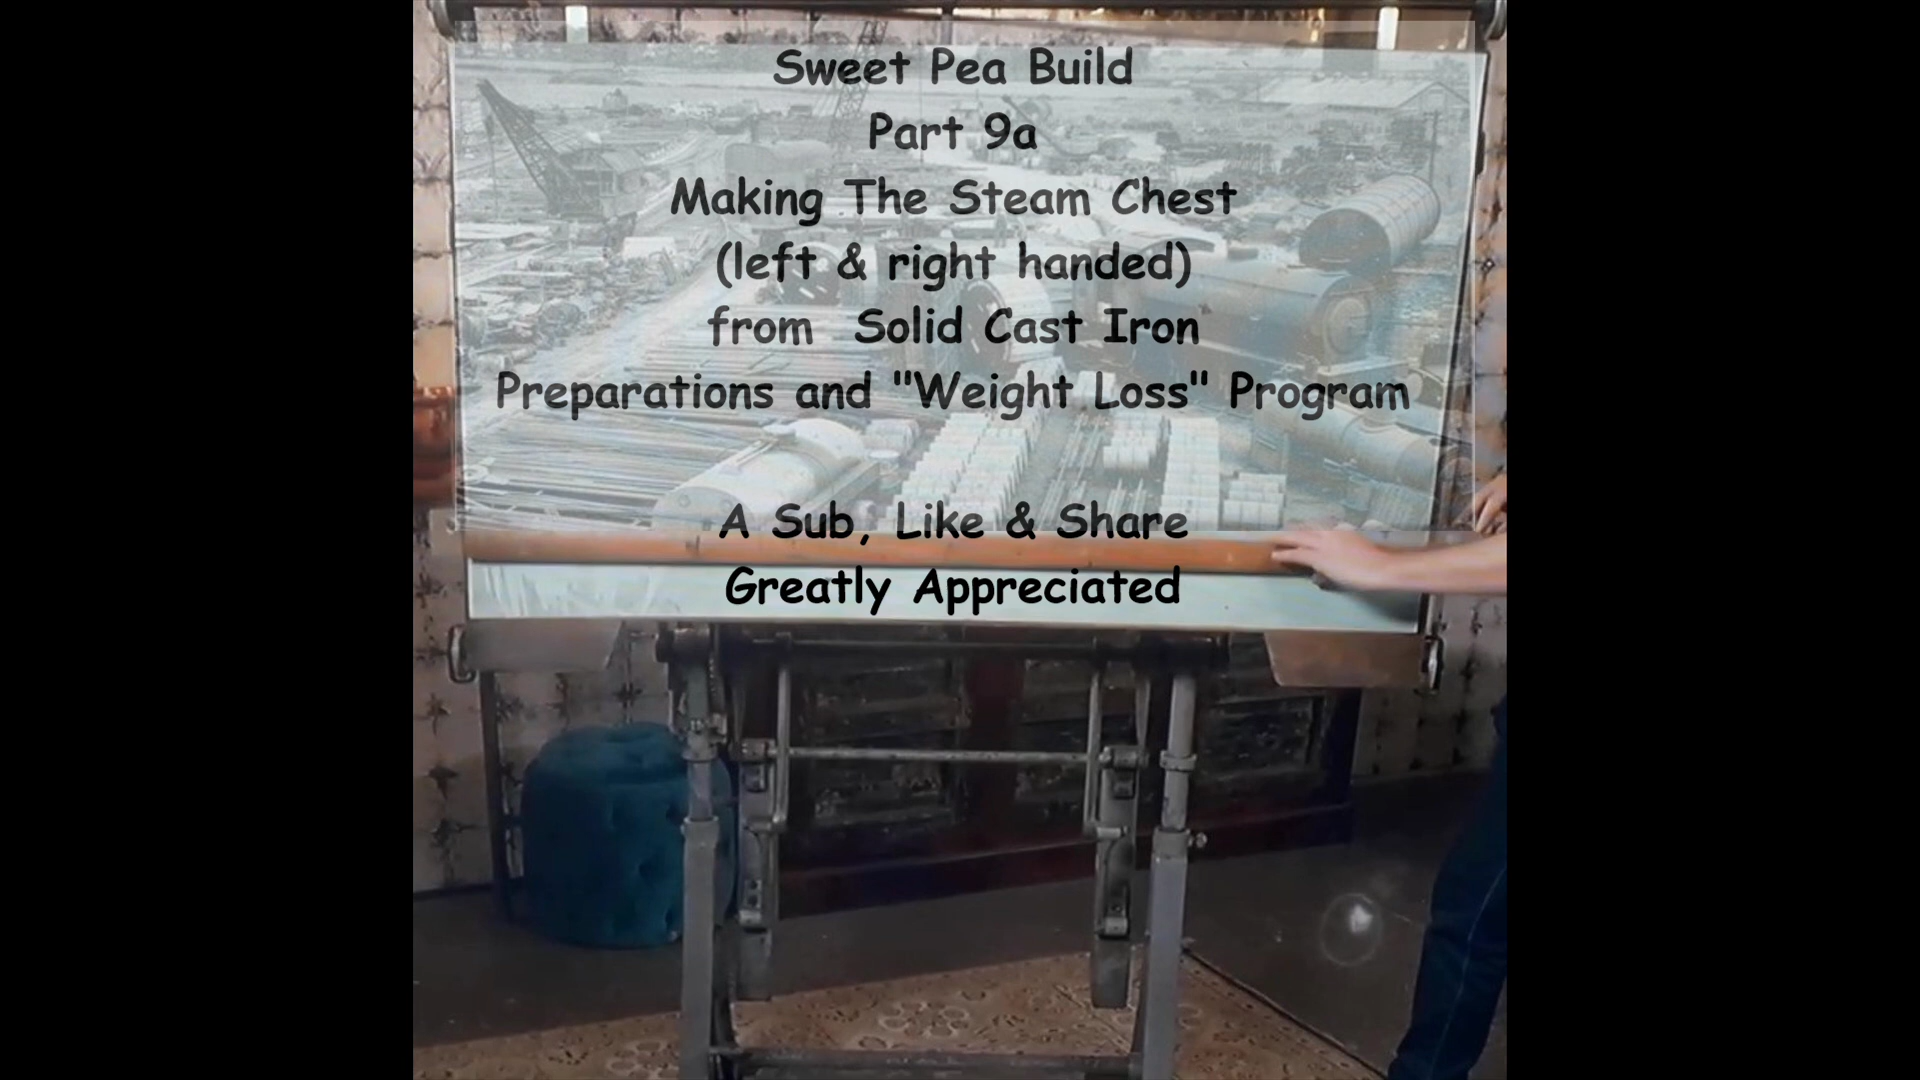 Sweet Pea Build
Part 9a
Making The Steam Chest
(left & right handed)
from Solid Cast Iron
Preparations and "Weight Loss" Program
A Sub, Like & Share
Greatly Appreciated